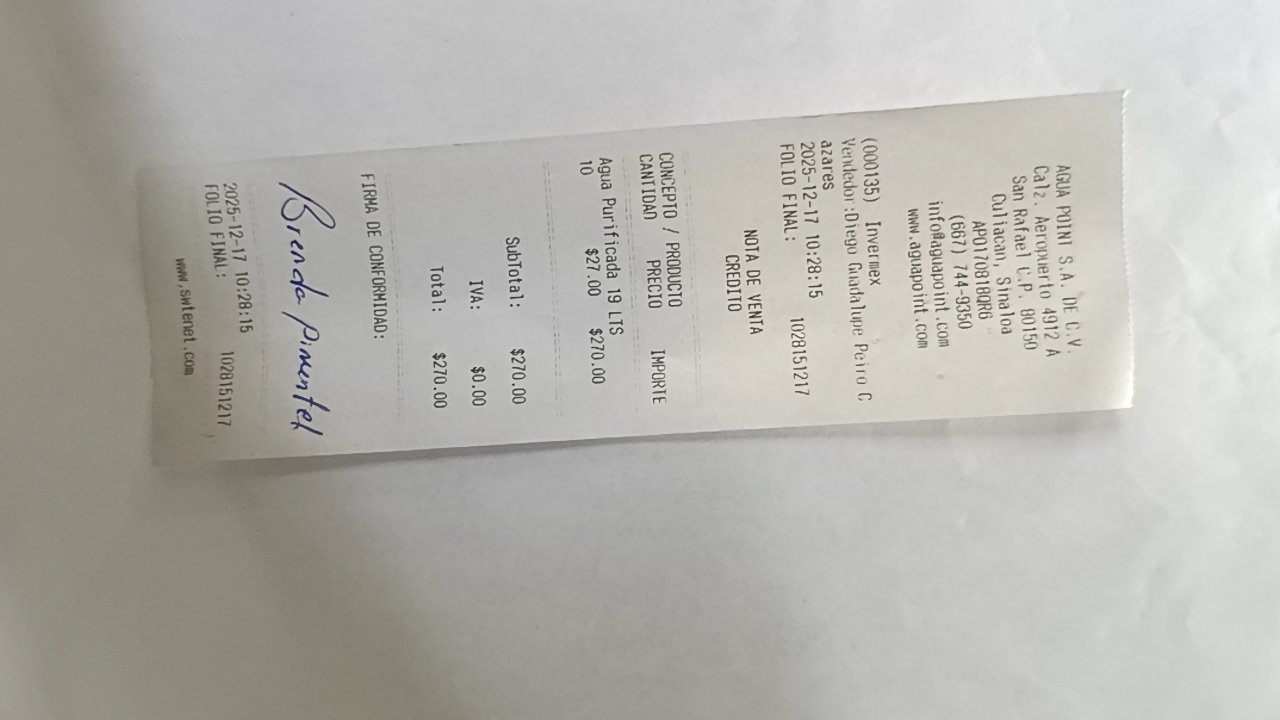 AGUA POINT S.A. DE C.V.
Calz. Aeropuerto 4912 A
San Rafael C.P. 80150
Culiacan, Sinaloa
APO170818QR6
(667) 744-9350
info@aguapoint.com
www.aguapoint.com
(000135) Invermex
Vendedor:Diego Guadalupe Peiro C
azares
2025-12-17 10:28:15
FOLIO FINAL: 1028151217
NOTA DE VENTA
CREDITO
CONCEPTO / PRODUCTO
CANTIDAD PRECIO IMPORTE
Agua Purificada 19 LTS
10 $27.00 $270.00
SubTotal: $270.00
IVA: $0.00
Total: $270.00
FIRMA DE CONFORMIDAD:
Brenda Pimentel
2025-12-17 10:28:15
FOLIO FINAL: 1028151217
www.swtenet.com